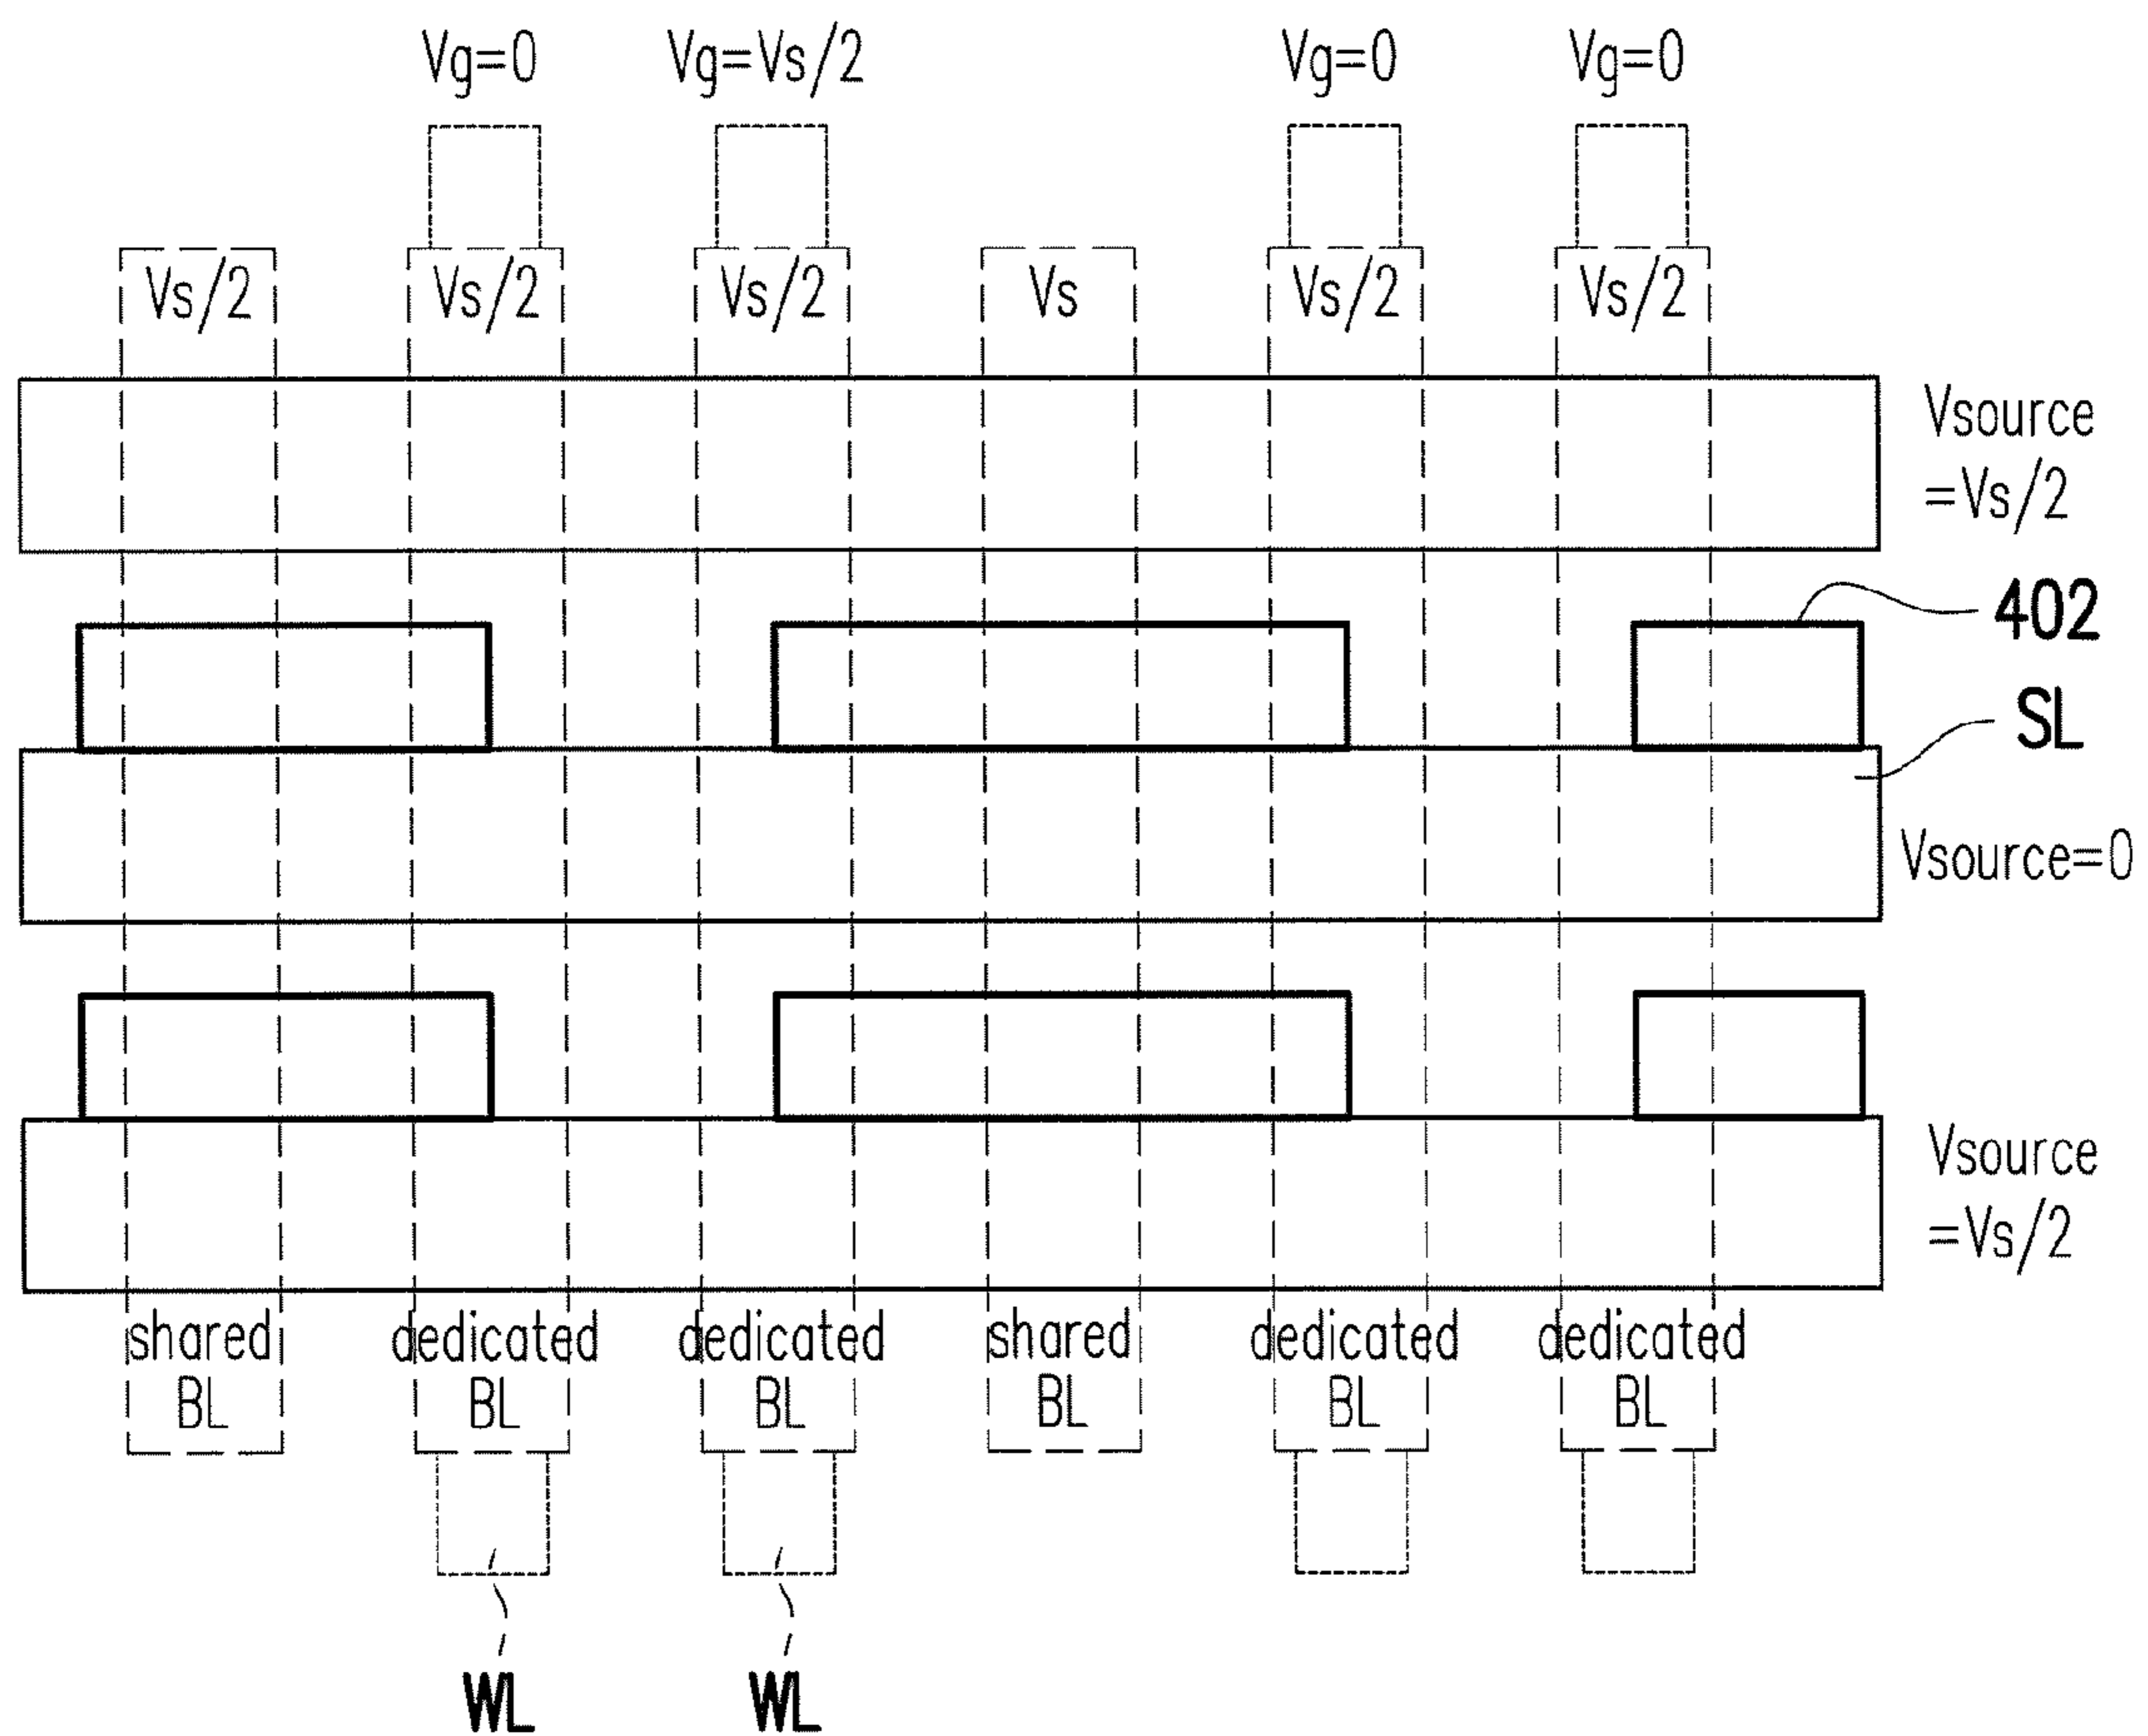 Vg=0
Vg=Vs/2
Vg=0
Vg=0
Vs/2
Vs/2
Vs/2
Vs
Vs/2
Vs/2
Vsource
=Vs/2
402
SL
Vsource=0
Vsource
=Vs/2
shared
BL
dedicated
BL
dedicated
BL
shared
BL
dedicated
BL
dedicated
BL
WL
WL